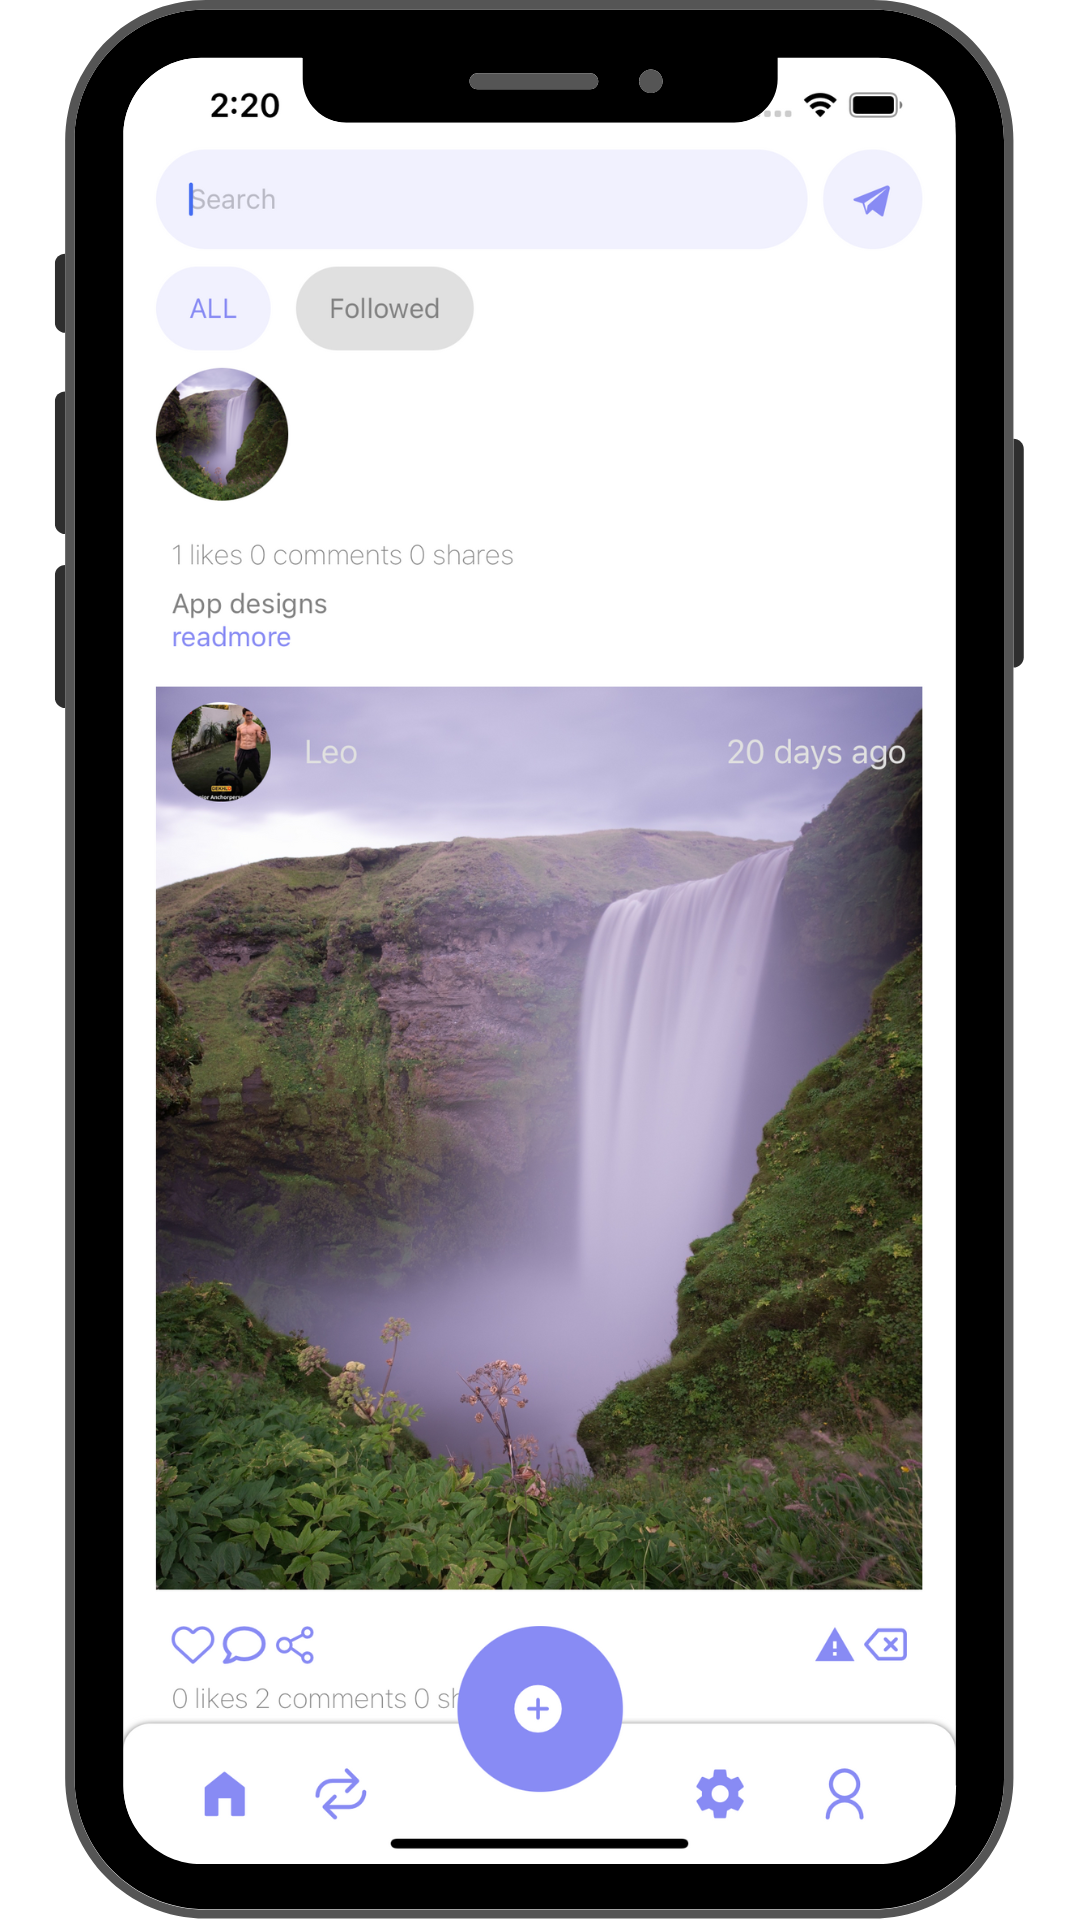 2:20
Search
ALL
Followed
1 likes 0 comments 0 shares
App designs
readmore
Leo
20 days ago
0 likes 2 comments 0